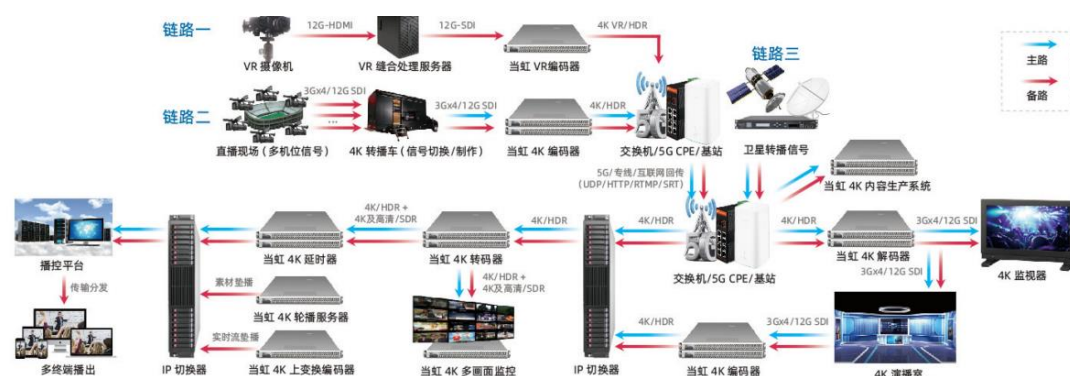 链路一
12G-HDMI
12G-SDI
4K VR/HDR
VR 摄像机
VR 缝合处理服务器
当虹 VR编码器
链路三
主路
备路
链路二
3Gx4/12G SDI
3Gx4/12G SDI
4K/HDR
...
直播现场 (多机位信号)
4K 转播车 (信号切换/制作)
当虹 4K 编码器
交换机/5G CPE/基站
卫星转播信号
5G/专线/互联网回传
(UDP/HTTP/RTMP/SRT)
当虹 4K 内容生产系统
4K/HDR +
4K及高清/SDR
4K/HDR
4K/HDR
4K/HDR
3Gx4/12G SDI
播控平台
当虹 4K 延时器
当虹 4K 转码器
交换机/5G CPE/基站
当虹 4K 解码器
4K 监视器
3Gx4/12G SDI
传输分发
素材垫播
4K/HDR +
4K及高清/SDR
当虹 4K 轮播服务器
4K/HDR
3Gx4/12G SDI
实时流垫播
多终端播出
IP 切换器
当虹 4K 上变换编码器
当虹 4K 多画面监控
IP 切换器
当虹 4K 编码器
4K 演播室